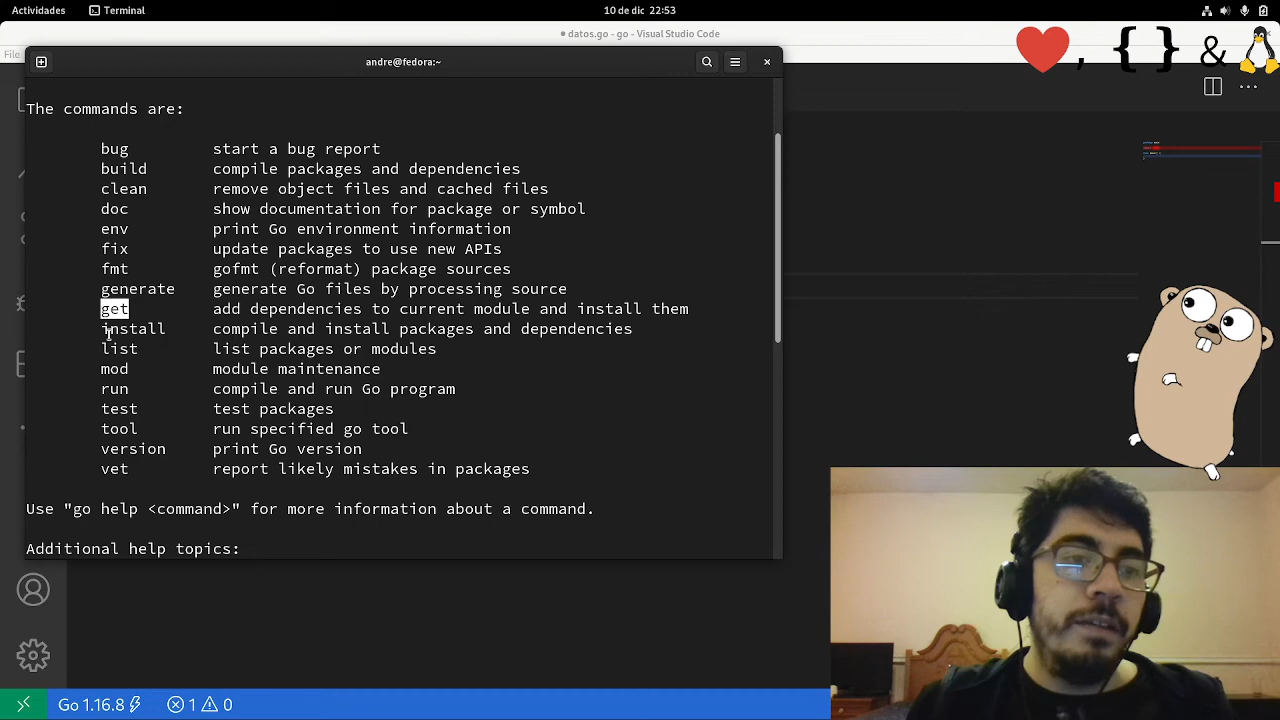 Actividades Terminal 10 de dic 22:53
● datos.go - go - Visual Studio Code
File
andre@fedora:~
, { } &
The commands are:
bug start a bug report
build compile packages and dependencies
clean remove object files and cached files
doc show documentation for package or symbol
env print Go environment information
fix update packages to use new APIs
fmt gofmt (reformat) package sources
generate generate Go files by processing source
get add dependencies to current module and install them
install compile and install packages and dependencies
list list packages or modules
mod module maintenance
run compile and run Go program
test test packages
tool run specified go tool
version print Go version
vet report likely mistakes in packages
Use "go help <command>" for more information about a command.
Additional help topics:
Go 1.16.8 1 0